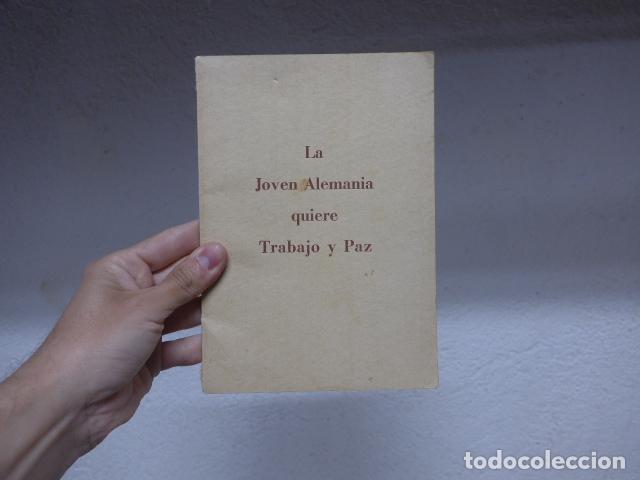 La
Joven Alemania
quiere
Trabajo y Paz
todocoleccion